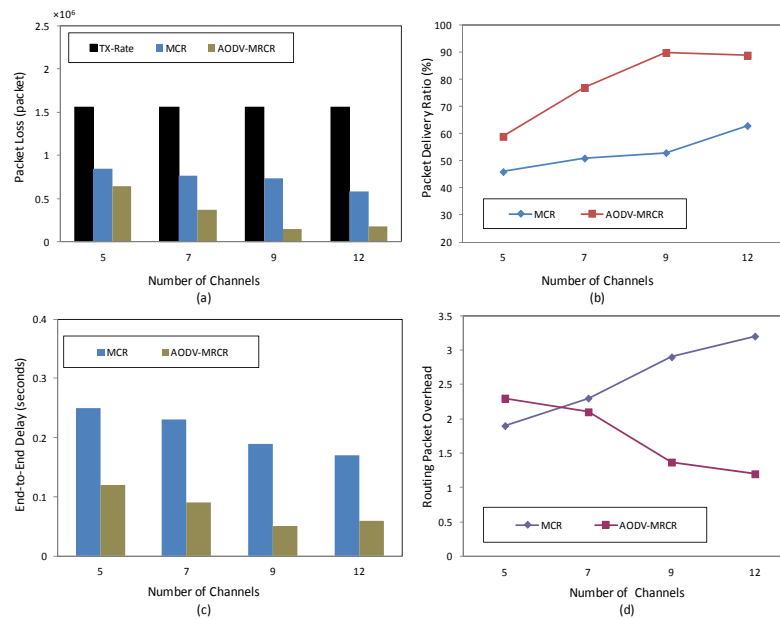 ×10⁶
2.5
2
1.5
1
0.5
0
Packet Loss (packet)
TX-Rate MCR AODV-MRCR
5 7 9 12
Number of Channels
(a)
100
90
80
70
60
50
40
30
20
Packet Delivery Ratio (%)
MCR AODV-MRCR
5 7 9 12
Number of Channels
(b)
0.4
0.3
0.2
0.1
0
End-to-End Delay (seconds)
MCR AODV-MRCR
5 7 9 12
Number of Channels
(c)
3.5
3
2.5
2
1.5
1
0.5
0
Routing Packet Overhead
MCR AODV-MRCR
5 7 9 12
Number of Channels
(d)